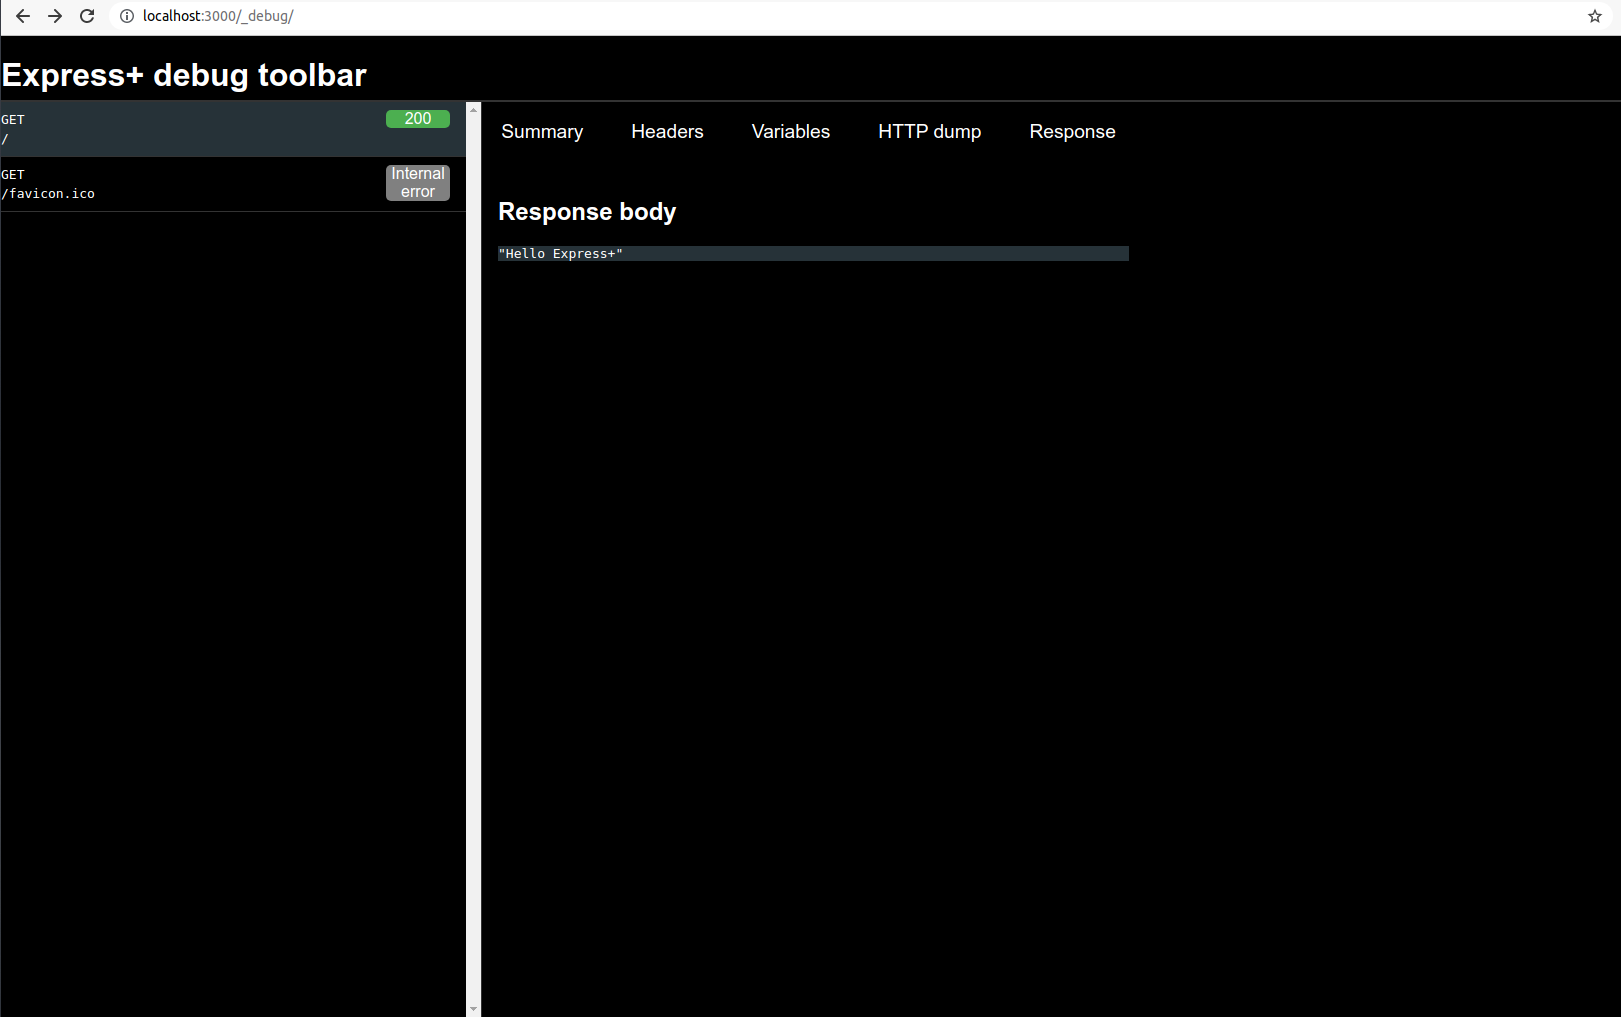 localhost:3000/_debug/
Express+ debug toolbar
GET
200
/
GET
Internal
error
/favicon.ico
Summary Headers Variables HTTP dump Response
Response body
"Hello Express+"